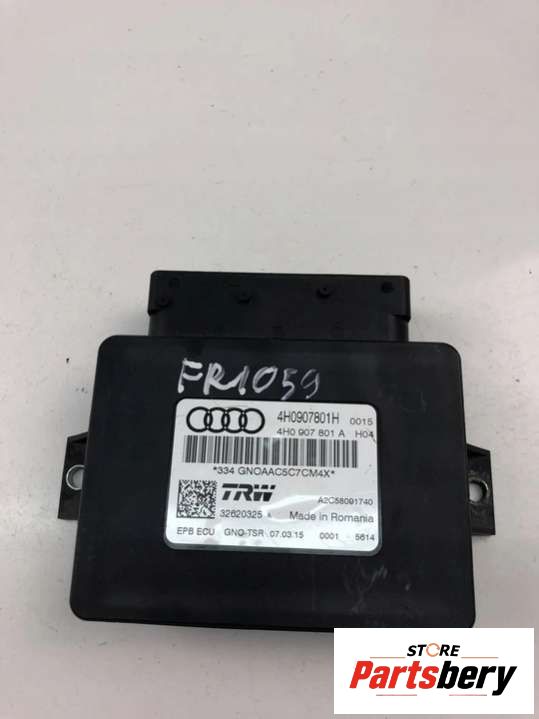 FR1059
4H0907801H 0015
4H0 907 801 A H04
*334 GNOAAC5C7CM4X*
TRW A2C58091740
32620325 A Made in Romania
EPB ECU GNQ-TSR 07.03.15 0001 5614
STORE
Partsbery